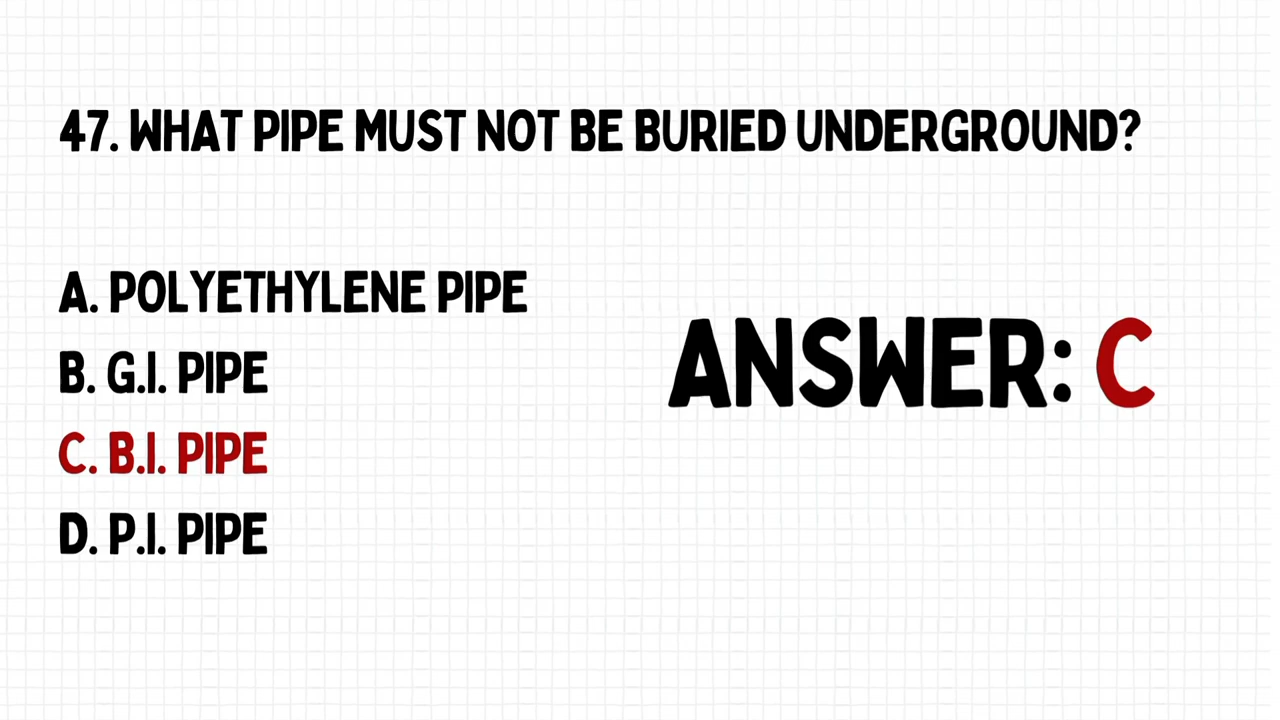 47. WHAT PIPE MUST NOT BE BURIED UNDERGROUND?
A. POLYETHYLENE PIPE
B. G.I. PIPE
C. B.I. PIPE
D. P.I. PIPE
ANSWER: C